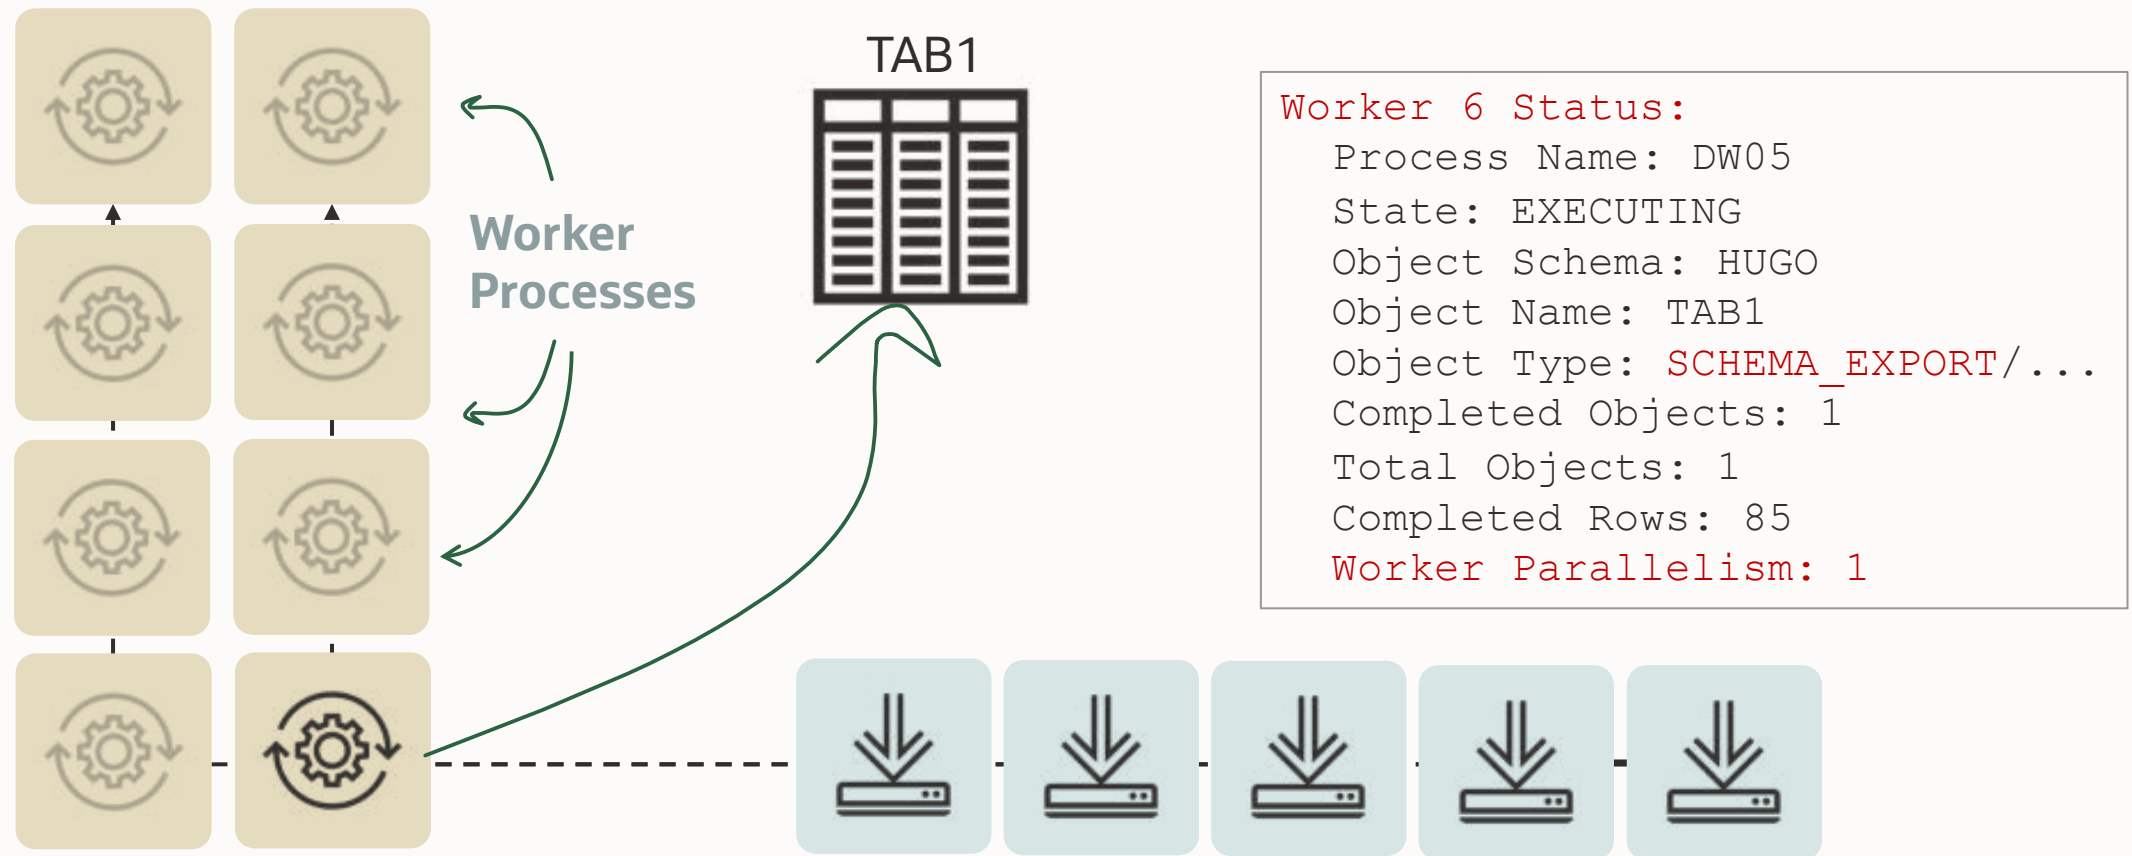 TAB1
Worker
Processes
Worker 6 Status:
Process Name: DW05
State: EXECUTING
Object Schema: HUGO
Object Name: TAB1
Object Type: SCHEMA_EXPORT/...
Completed Objects: 1
Total Objects: 1
Completed Rows: 85
Worker Parallelism: 1